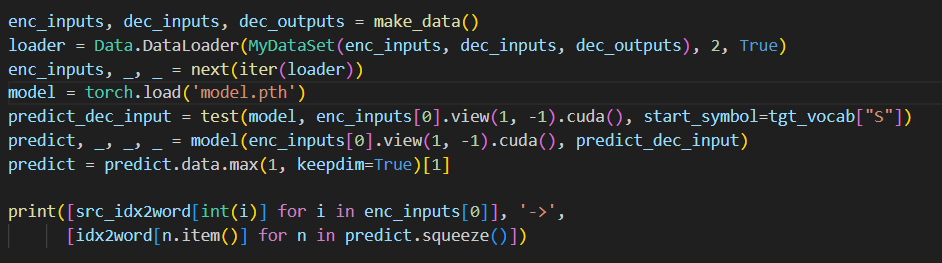 enc_inputs, dec_inputs, dec_outputs = make_data()
loader = Data.DataLoader(MyDataSet(enc_inputs, dec_inputs, dec_outputs), 2, True)
enc_inputs, _, _ = next(iter(loader))
model = torch.load('model.pth')
predict_dec_input = test(model, enc_inputs[0].view(1, -1).cuda(), start_symbol=tgt_vocab["S"])
predict, _, _, _ = model(enc_inputs[0].view(1, -1).cuda(), predict_dec_input)
predict = predict.data.max(1, keepdim=True)[1]
print([src_idx2word[int(i)] for i in enc_inputs[0]], '->',
[idx2word[n.item()] for n in predict.squeeze()])